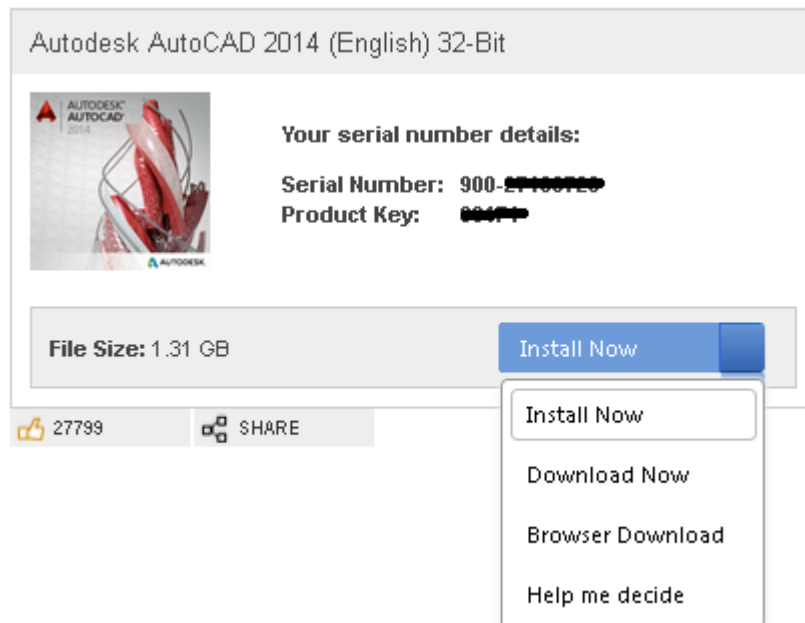 Autodesk AutoCAD 2014 (English) 32-Bit
AUTODESK®
AUTOCAD®
2014
AUTODESK.
Your serial number details:
Serial Number: 900-
Product Key:
File Size: 1.31 GB
Install Now
Install Now
Download Now
Browser Download
Help me decide
27799
SHARE